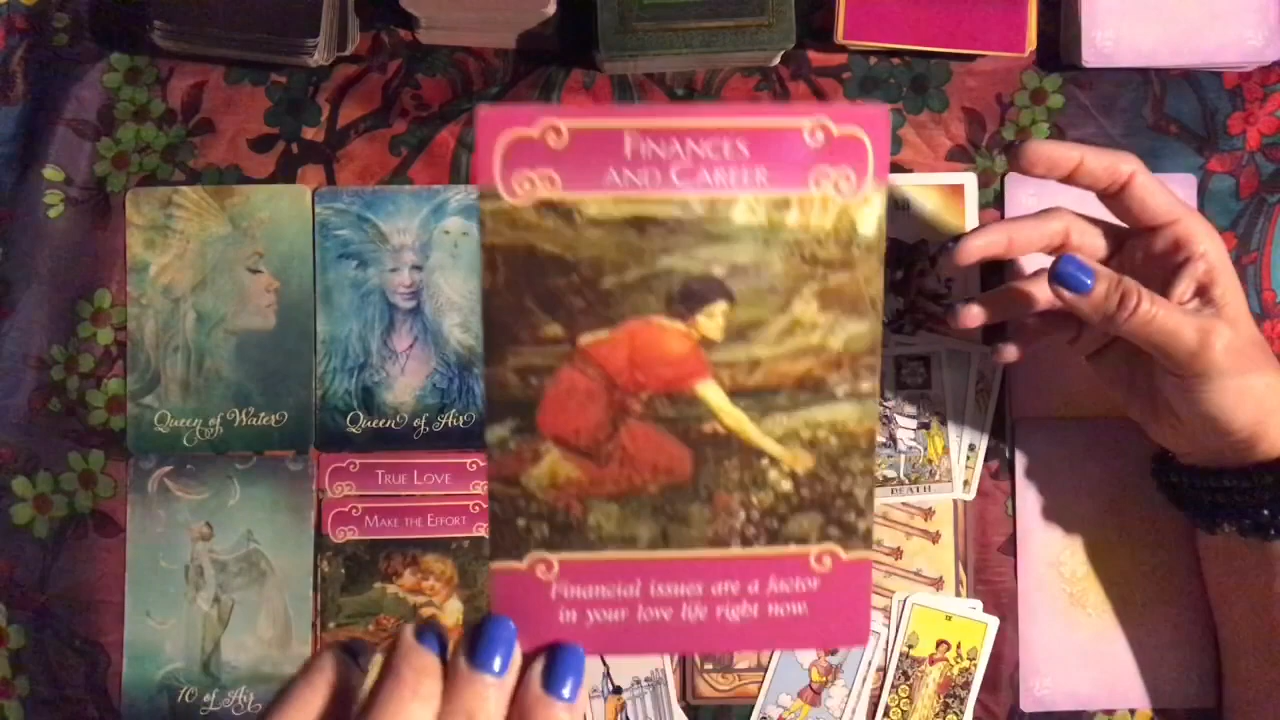 FINANCES
AND CAREER
Queen of Water
Queen of Air
TRUE LOVE
MAKE THE EFFORT
DEATH
Financial issues are a factor
in your love life right now.
10 of Air
IX